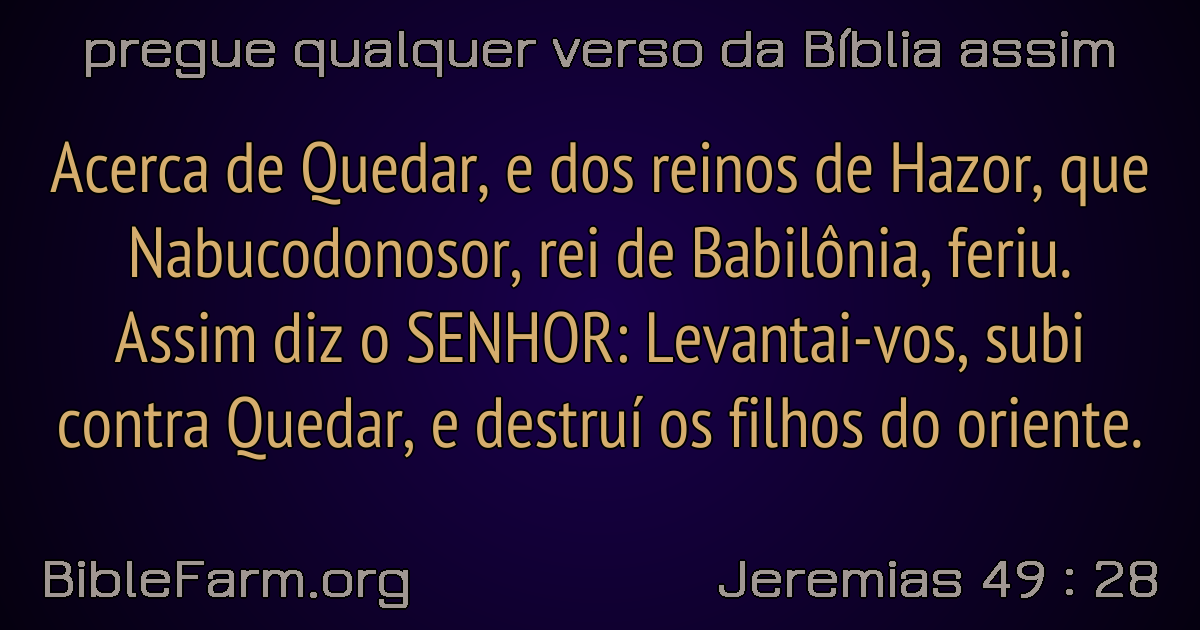 pregue qualquer verso da Bíblia assim
Acerca de Quedar, e dos reinos de Hazor, que
Nabucodonosor, rei de Babilônia, feriu.
Assim diz o SENHOR: Levantai-vos, subi
contra Quedar, e destruí os filhos do oriente.
BibleFarm.org
Jeremias 49 : 28